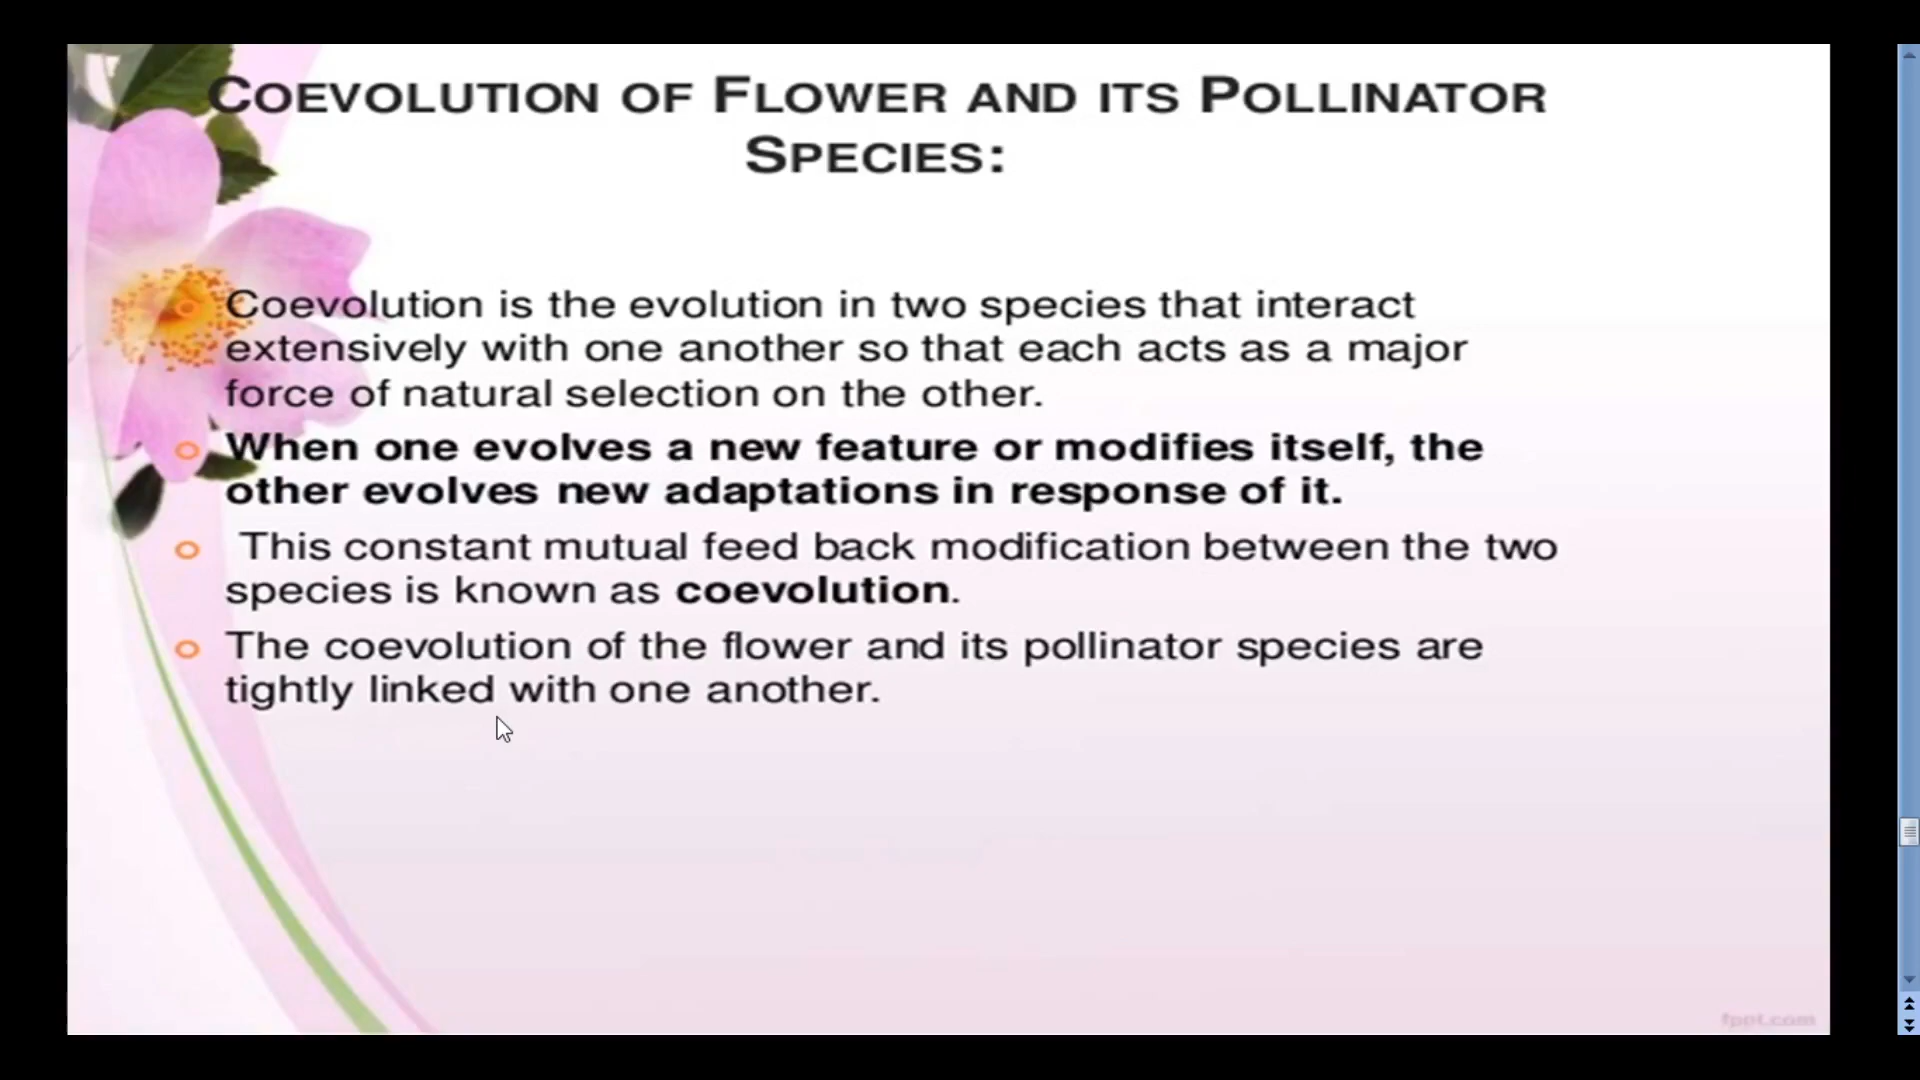 COEVOLUTION OF FLOWER AND ITS POLLINATOR
SPECIES:
Coevolution is the evolution in two species that interact
extensively with one another so that each acts as a major
force of natural selection on the other.
When one evolves a new feature or modifies itself, the
other evolves new adaptations in response of it.
This constant mutual feed back modification between the two
species is known as coevolution.
The coevolution of the flower and its pollinator species are
tightly linked with one another.
fppt.com